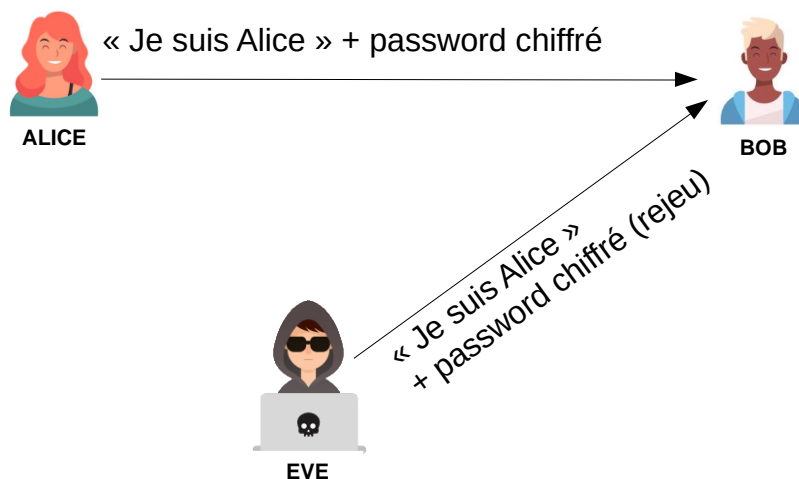 « Je suis Alice » + password chiffré
ALICE
BOB
« Je suis Alice »
+ password chiffré (rejeu)
EVE